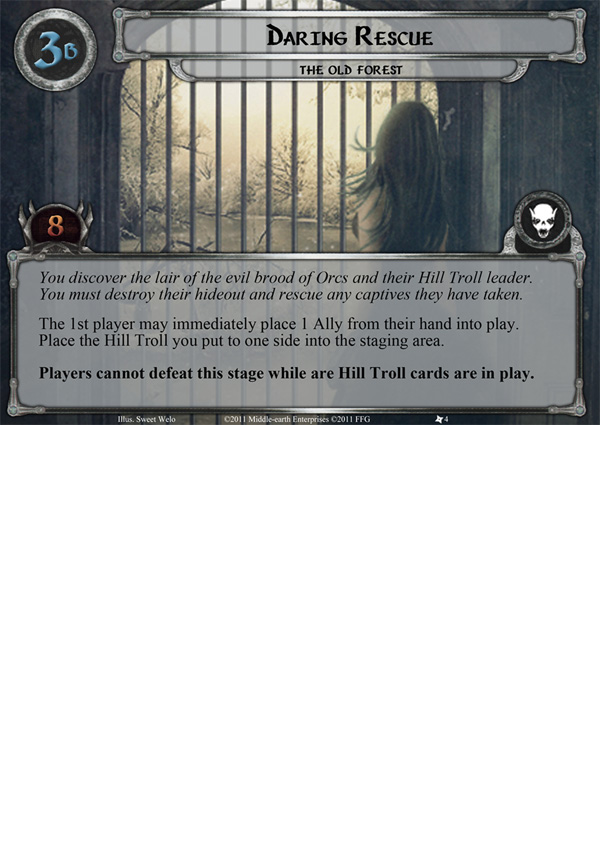 3B
DARING RESCUE
THE OLD FOREST
8
You discover the lair of the evil brood of Orcs and their Hill Troll leader.
You must destroy their hideout and rescue any captives they have taken.
The 1st player may immediately place 1 Ally from their hand into play.
Place the Hill Troll you put to one side into the staging area.
Players cannot defeat this stage while are Hill Troll cards are in play.
Illus. Sweet Welo ©2011 Middle-earth Enterprises ©2011 FFG 4